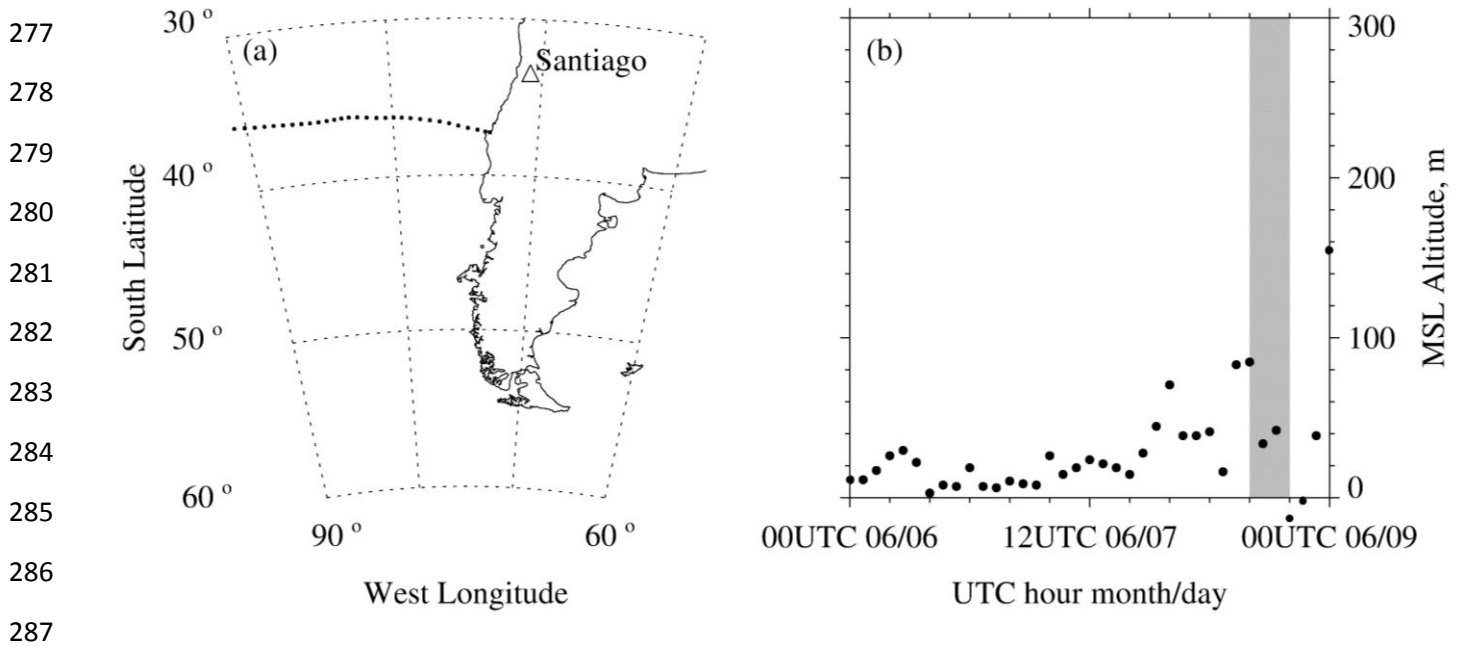 277
278
279
280
281
282
283
284
285
286
287
(a)
Santiago
30 °
40 °
50 °
60 °
South Latitude
90 °
60 °
West Longitude
(b)
300
200
100
0
MSL Altitude, m
00UTC 06/06
12UTC 06/07
00UTC 06/09
UTC hour month/day